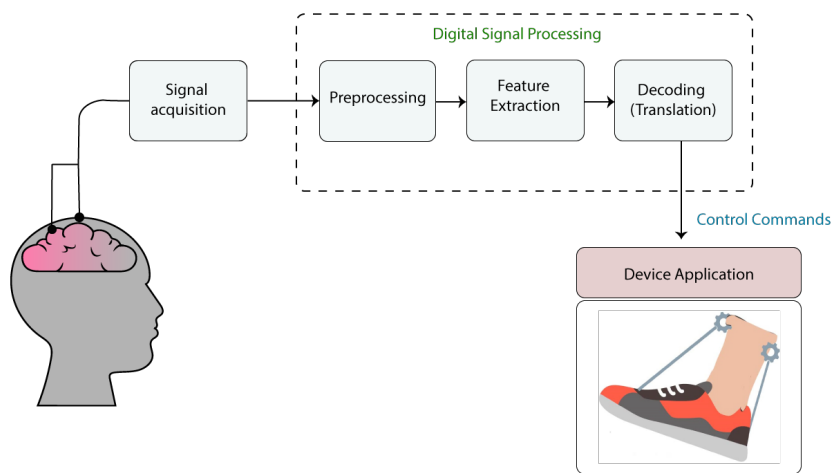 Digital Signal Processing
Signal
acquisition
Preprocessing
Feature
Extraction
Decoding
(Translation)
Control Commands
Device Application